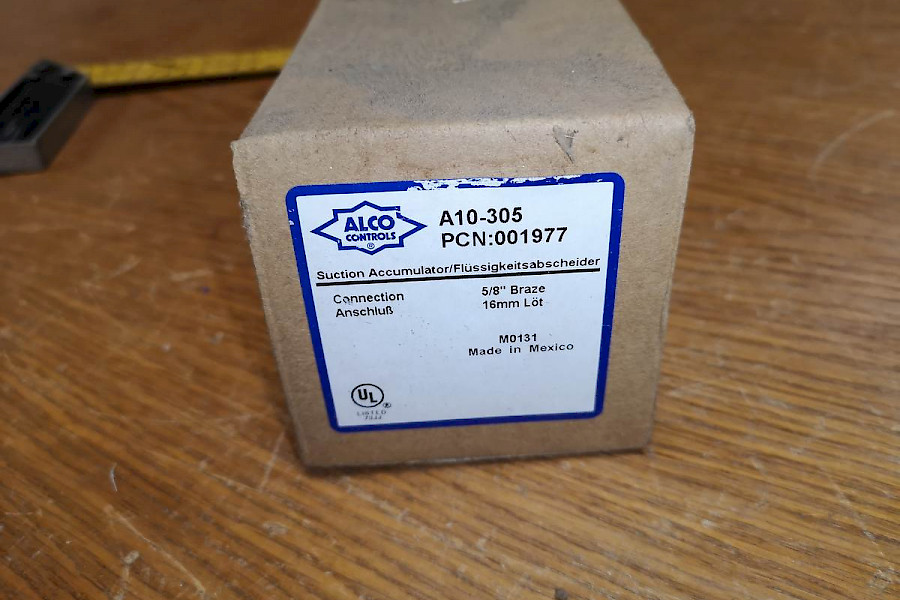 ALCO
CONTROLS
®
A10-305
PCN:001977
Suction Accumulator/Flüssigkeitsabscheider
Connection 5/8" Braze
Anschluß 16mm Löt
M0131
Made in Mexico
UL
®
LISTED